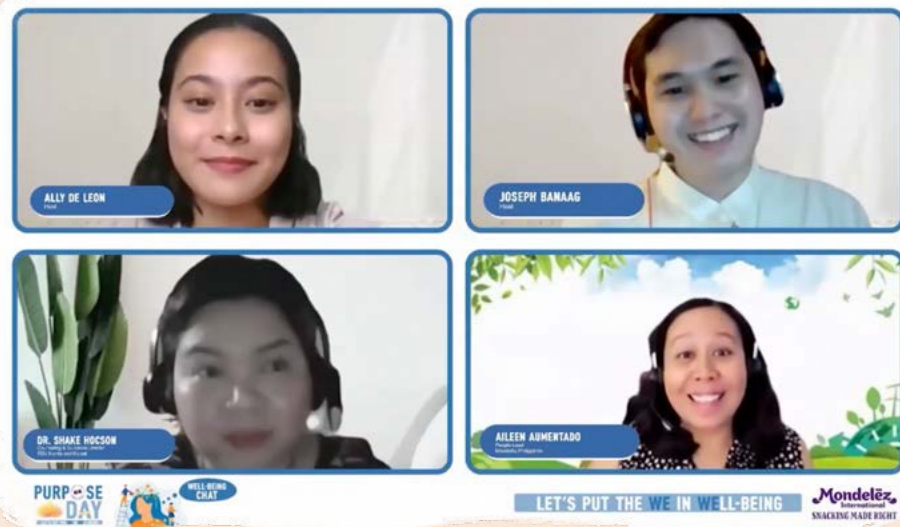 ALLY DE LEON
Host
JOSEPH BANAAG
Host
DR. SHAKE HOCSON
AILEEN AUMENTADO
People Lead
Mondelēz Philippines
PURPOSE
DAY
WELL-BEING
CHAT
LET'S PUT THE WE IN WELL-BEING
Mondelēz
International
SNACKING MADE RIGHT